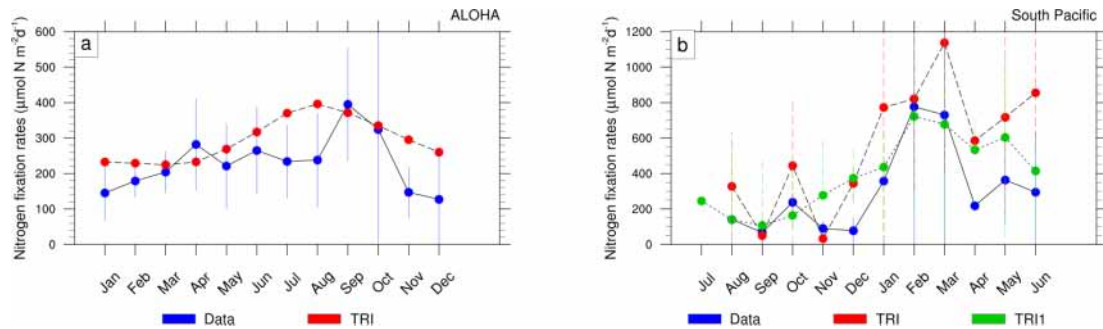 ALOHA
a
Nitrogen fixation rates (µmol N m⁻²d⁻¹)
600
500
400
300
200
100
0
Jan Feb Mar Apr May Jun Jul Aug Sep Oct Nov Dec
Data TRI
South Pacific
b
Nitrogen fixation rates (µmol N m⁻²d⁻¹)
1200
1000
800
600
400
200
0
Jul Aug Sep Oct Nov Dec Jan Feb Mar Apr May Jun
Data TRI TRI1